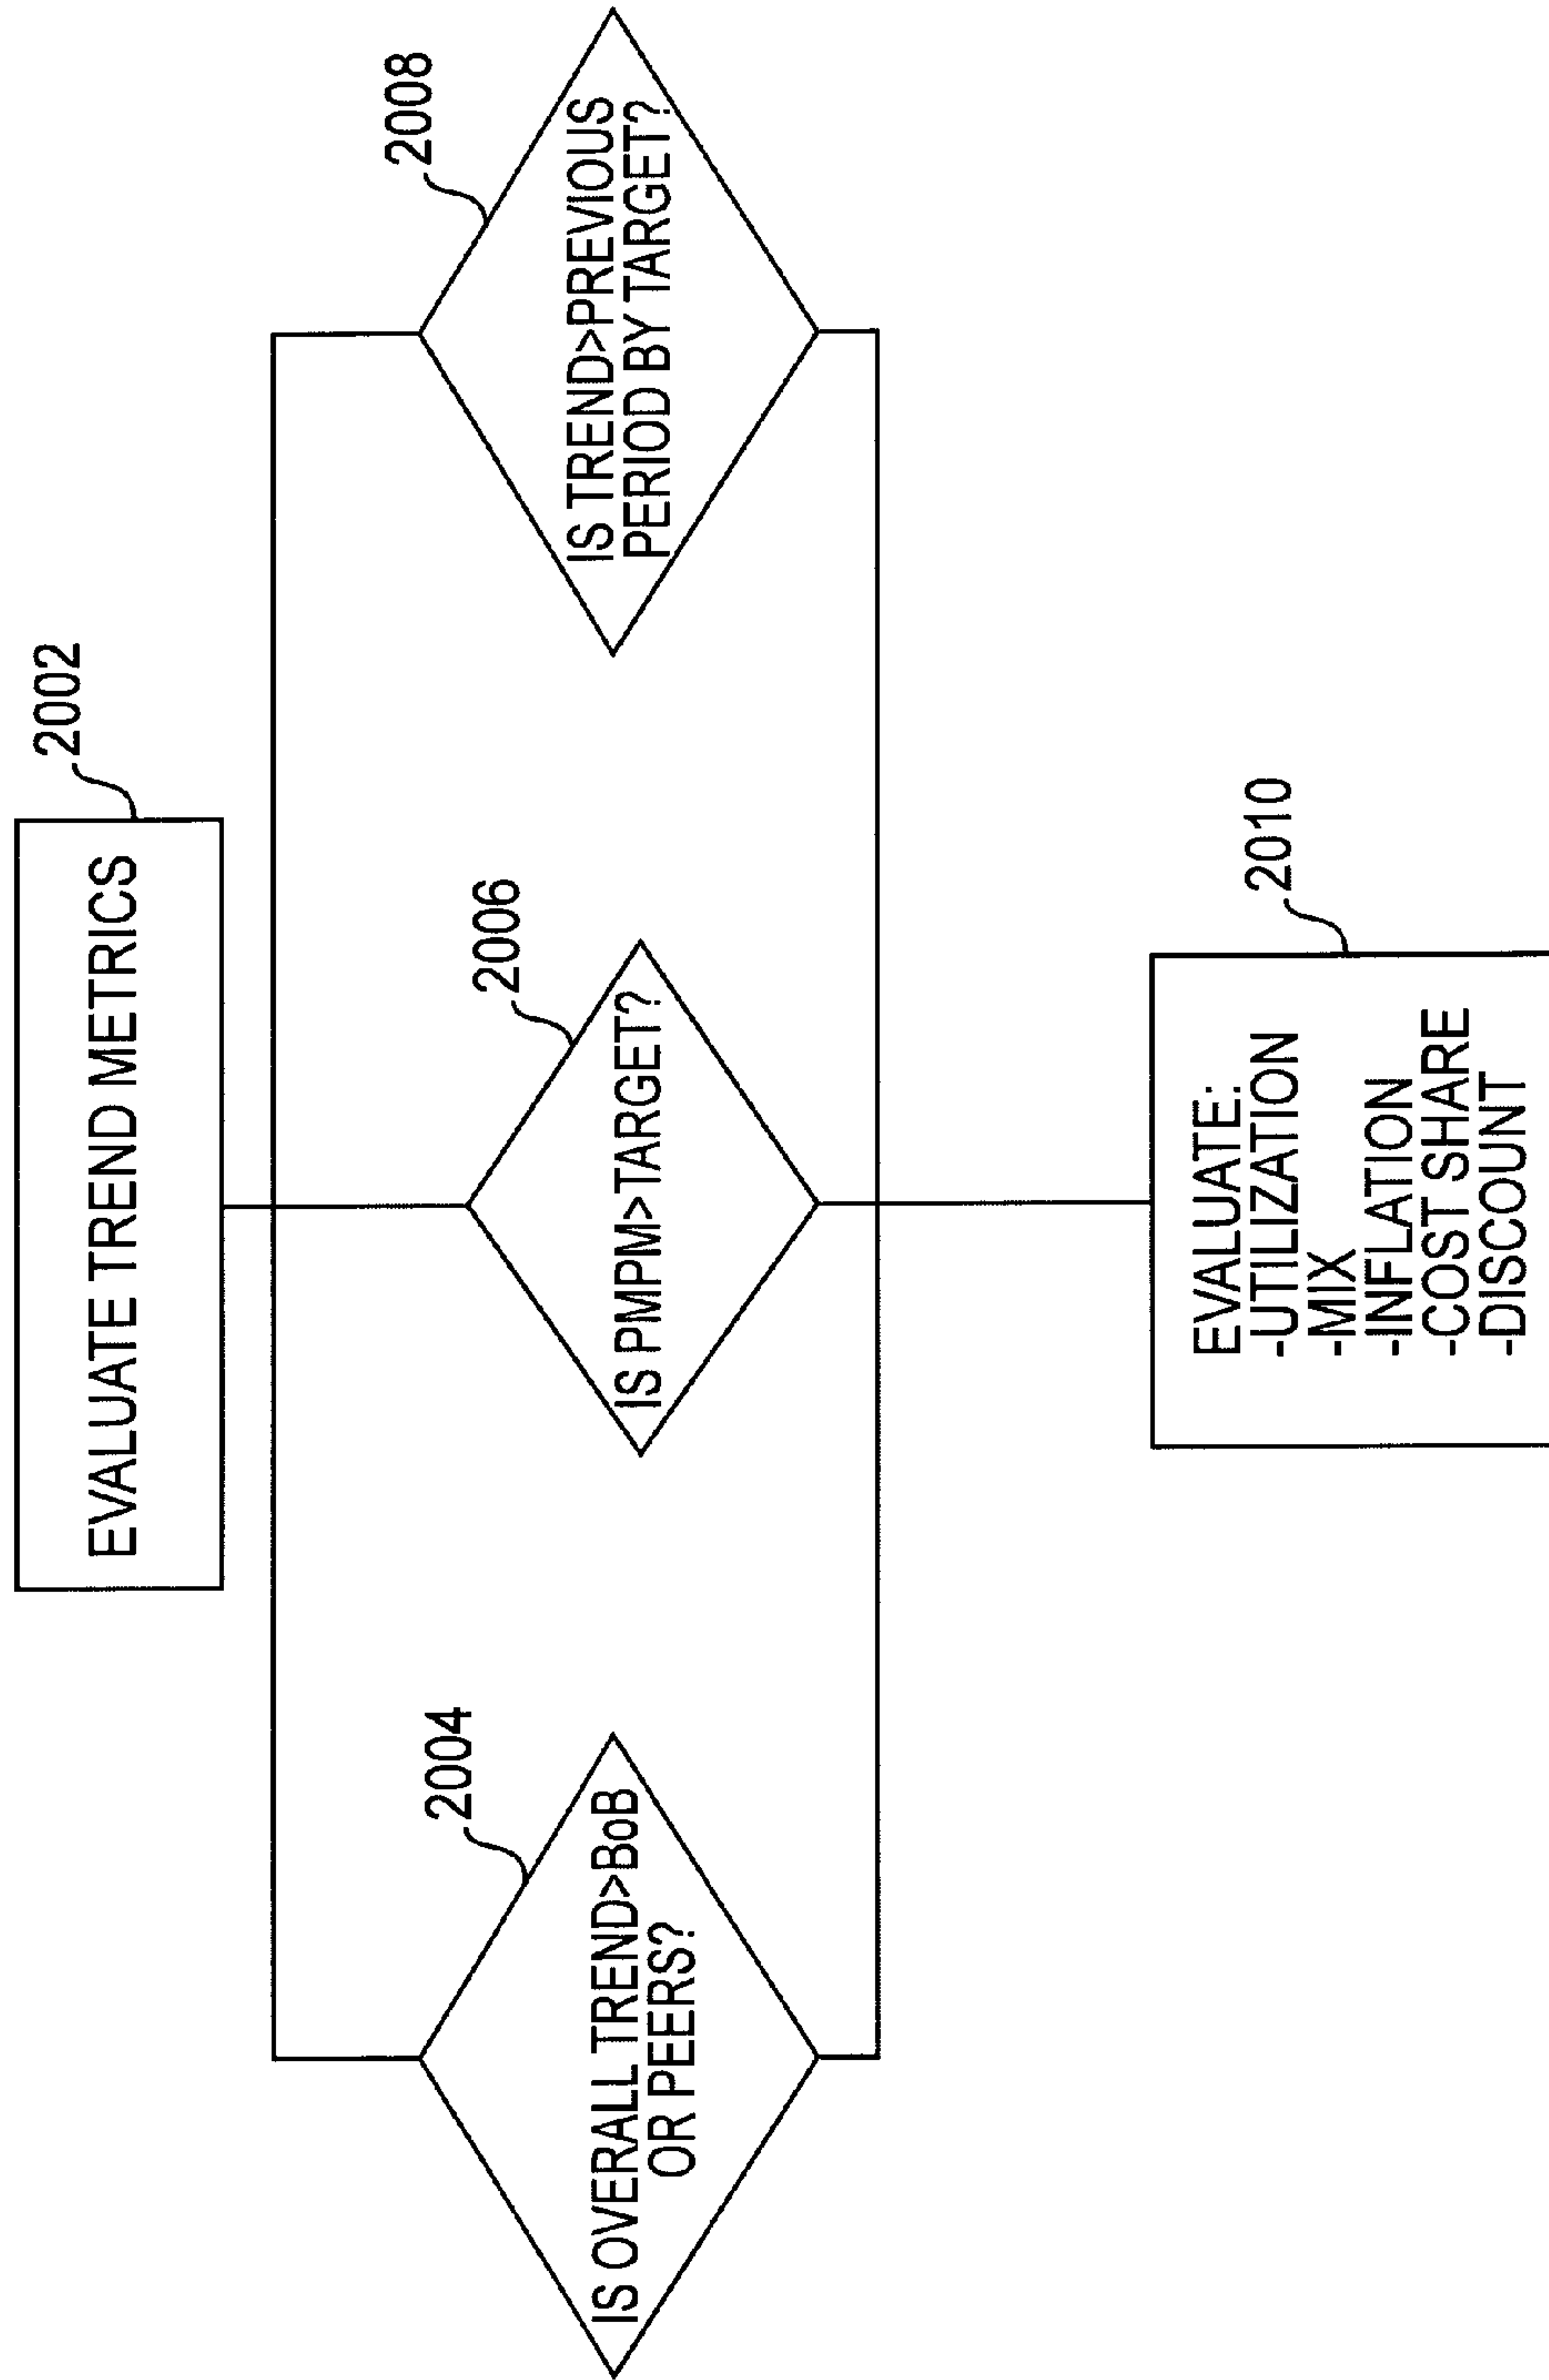 EVALUATE TREND METRICS
2002
2004
IS OVERALL TREND>BoB
OR PEERS?
2006
IS PMPM>TARGET?
2008
IS TREND>PREVIOUS
PERIOD BY TARGET?
2010
EVALUATE:
-UTILIZATION
-MIX
-INFLATION
-COST SHARE
-DISCOUNT